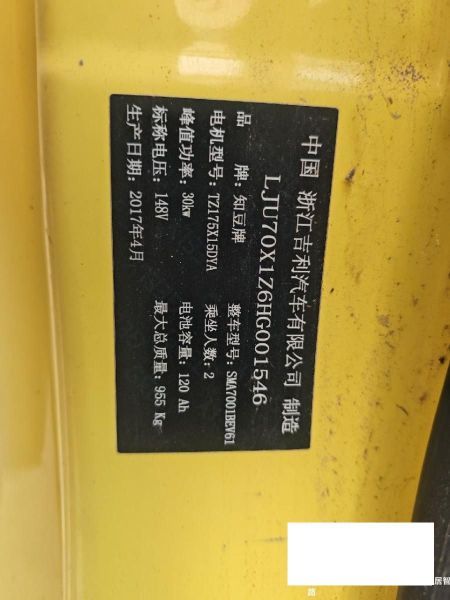 中国 浙江吉利汽车有限公司 制造
LJU70X1Z6HG001546
品 牌: 知豆牌 整车型号: SMA7001BEV61
电机型号: TZ175X15DYA 乘坐人数: 2
峰值功率: 30kw 电池容量: 120 Ah
标称电压: 148V 最大总质量: 955 Kg
生产日期: 2017年4月
居智
路